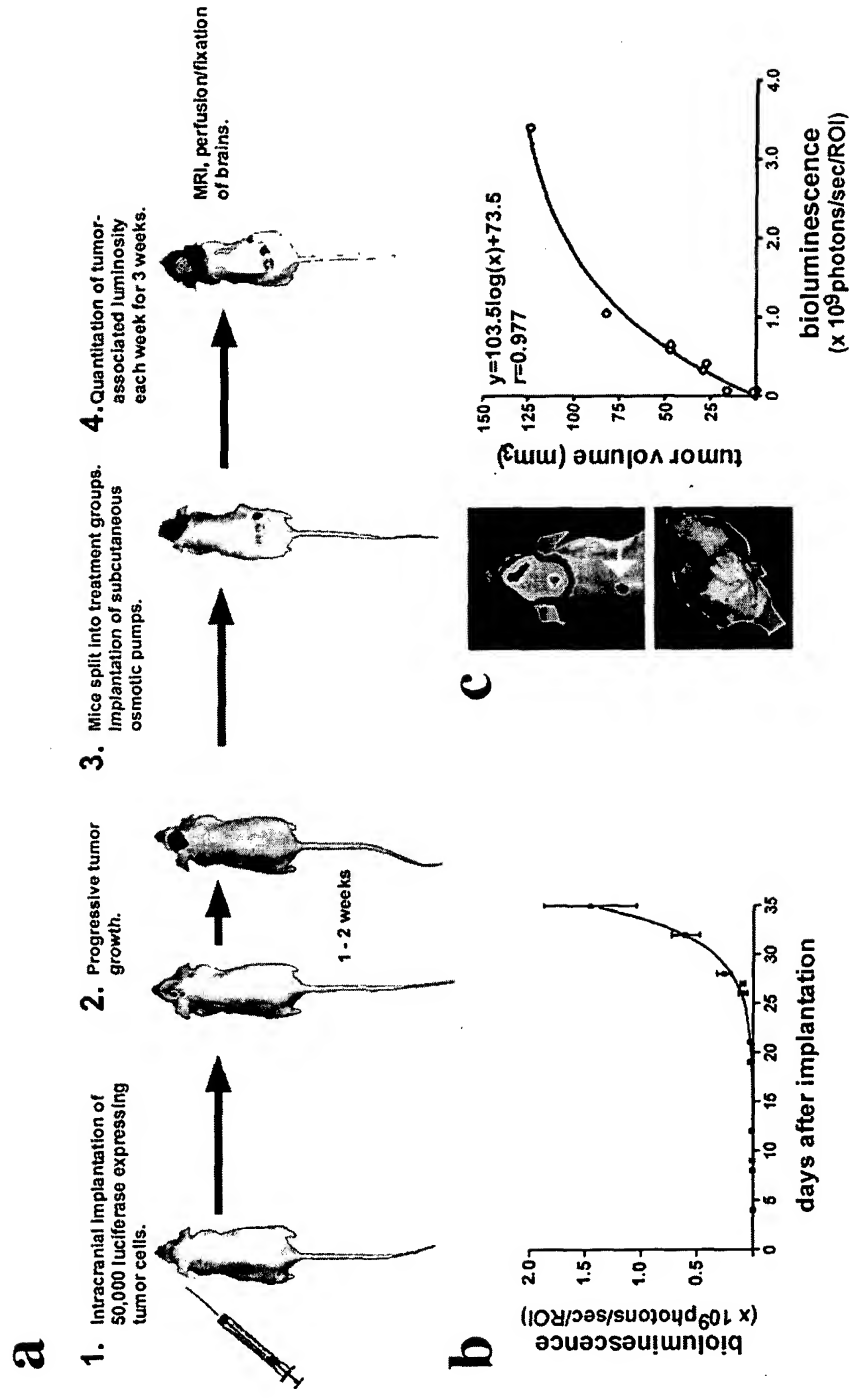 a
1. Intracranial Implantation of
50,000 luciferase expressing
tumor cells.
2. Progressive tumor
growth.
1 - 2 weeks
3. Mice split into treatment groups.
Implantation of subcutaneous
osmotic pumps.
4. Quantitation of tumor-
associated luminosity
each week for 3 weeks.
MRI, perfusion/fixation
of brains.
b
bioluminescence
(x 10⁹photons/sec/ROI)
2.0
1.5
1.0
0.5
0 5 10 15 20 25 30 35
days after implantation
c
tumor volume (mm3)
150
125
100
75
50
25
y=103.5log(x)+73.5
r=0.977
0 1.0 2.0 3.0 4.0
bioluminescence
(x 10⁹photons/sec/ROI)